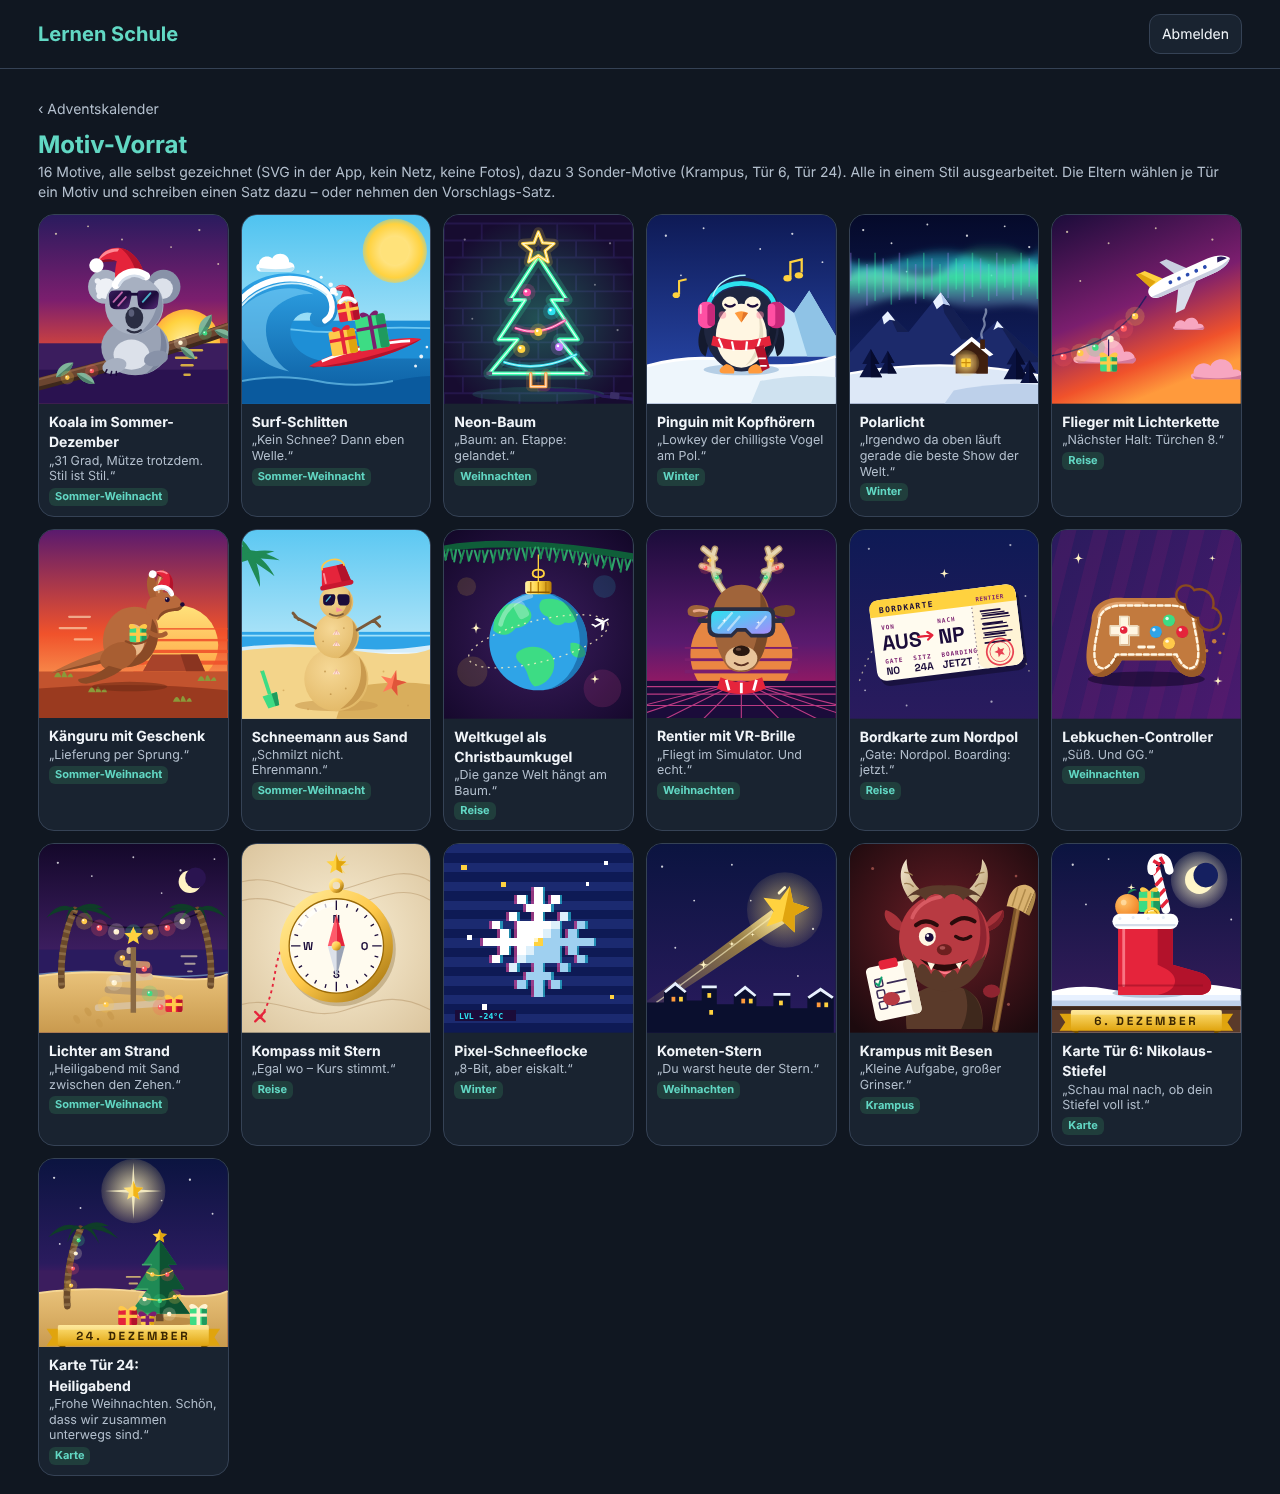 Lernen Schule
Abmelden
‹ Adventskalender
Motiv-Vorrat
16 Motive, alle selbst gezeichnet (SVG in der App, kein Netz, keine Fotos), dazu 3 Sonder-Motive (Krampus, Tür 6, Tür 24). Alle in einem Stil ausgearbeitet. Die Eltern wählen je Tür
ein Motiv und schreiben einen Satz dazu – oder nehmen den Vorschlags-Satz.
Koala im Sommer-
Dezember
„31 Grad, Mütze trotzdem.
Stil ist Stil.“
Sommer-Weihnacht
Surf-Schlitten
„Kein Schnee? Dann eben
Welle.“
Sommer-Weihnacht
Neon-Baum
„Baum: an. Etappe:
gelandet.“
Weihnachten
Pinguin mit Kopfhörern
„Lowkey der chilligste Vogel
am Pol.“
Winter
Polarlicht
„Irgendwo da oben läuft
gerade die beste Show der
Welt.“
Winter
Flieger mit Lichterkette
„Nächster Halt: Türchen 8.“
Reise
Känguru mit Geschenk
„Lieferung per Sprung.“
Sommer-Weihnacht
Schneemann aus Sand
„Schmilzt nicht.
Ehrenmann.“
Sommer-Weihnacht
Weltkugel als
Christbaumkugel
„Die ganze Welt hängt am
Baum.“
Reise
Rentier mit VR-Brille
„Fliegt im Simulator. Und
echt.“
Weihnachten
BORDKARTE
RENTIER
VON
NACH
AUS
NP
GATE SITZ BOARDING
NO 24A JETZT
Bordkarte zum Nordpol
„Gate: Nordpol. Boarding:
jetzt.“
Reise
Lebkuchen-Controller
„Süß. Und GG.“
Weihnachten
Lichter am Strand
„Heiligabend mit Sand
zwischen den Zehen.“
Sommer-Weihnacht
N
W
O
S
Kompass mit Stern
„Egal wo – Kurs stimmt.“
Reise
LVL -24°C
Pixel-Schneeflocke
„8-Bit, aber eiskalt.“
Winter
Kometen-Stern
„Du warst heute der Stern.“
Weihnachten
Krampus mit Besen
„Kleine Aufgabe, großer
Grinser.“
Krampus
6. DEZEMBER
Karte Tür 6: Nikolaus-
Stiefel
„Schau mal nach, ob dein
Stiefel voll ist.“
Karte
24. DEZEMBER
Karte Tür 24:
Heiligabend
„Frohe Weihnachten. Schön,
dass wir zusammen
unterwegs sind.“
Karte